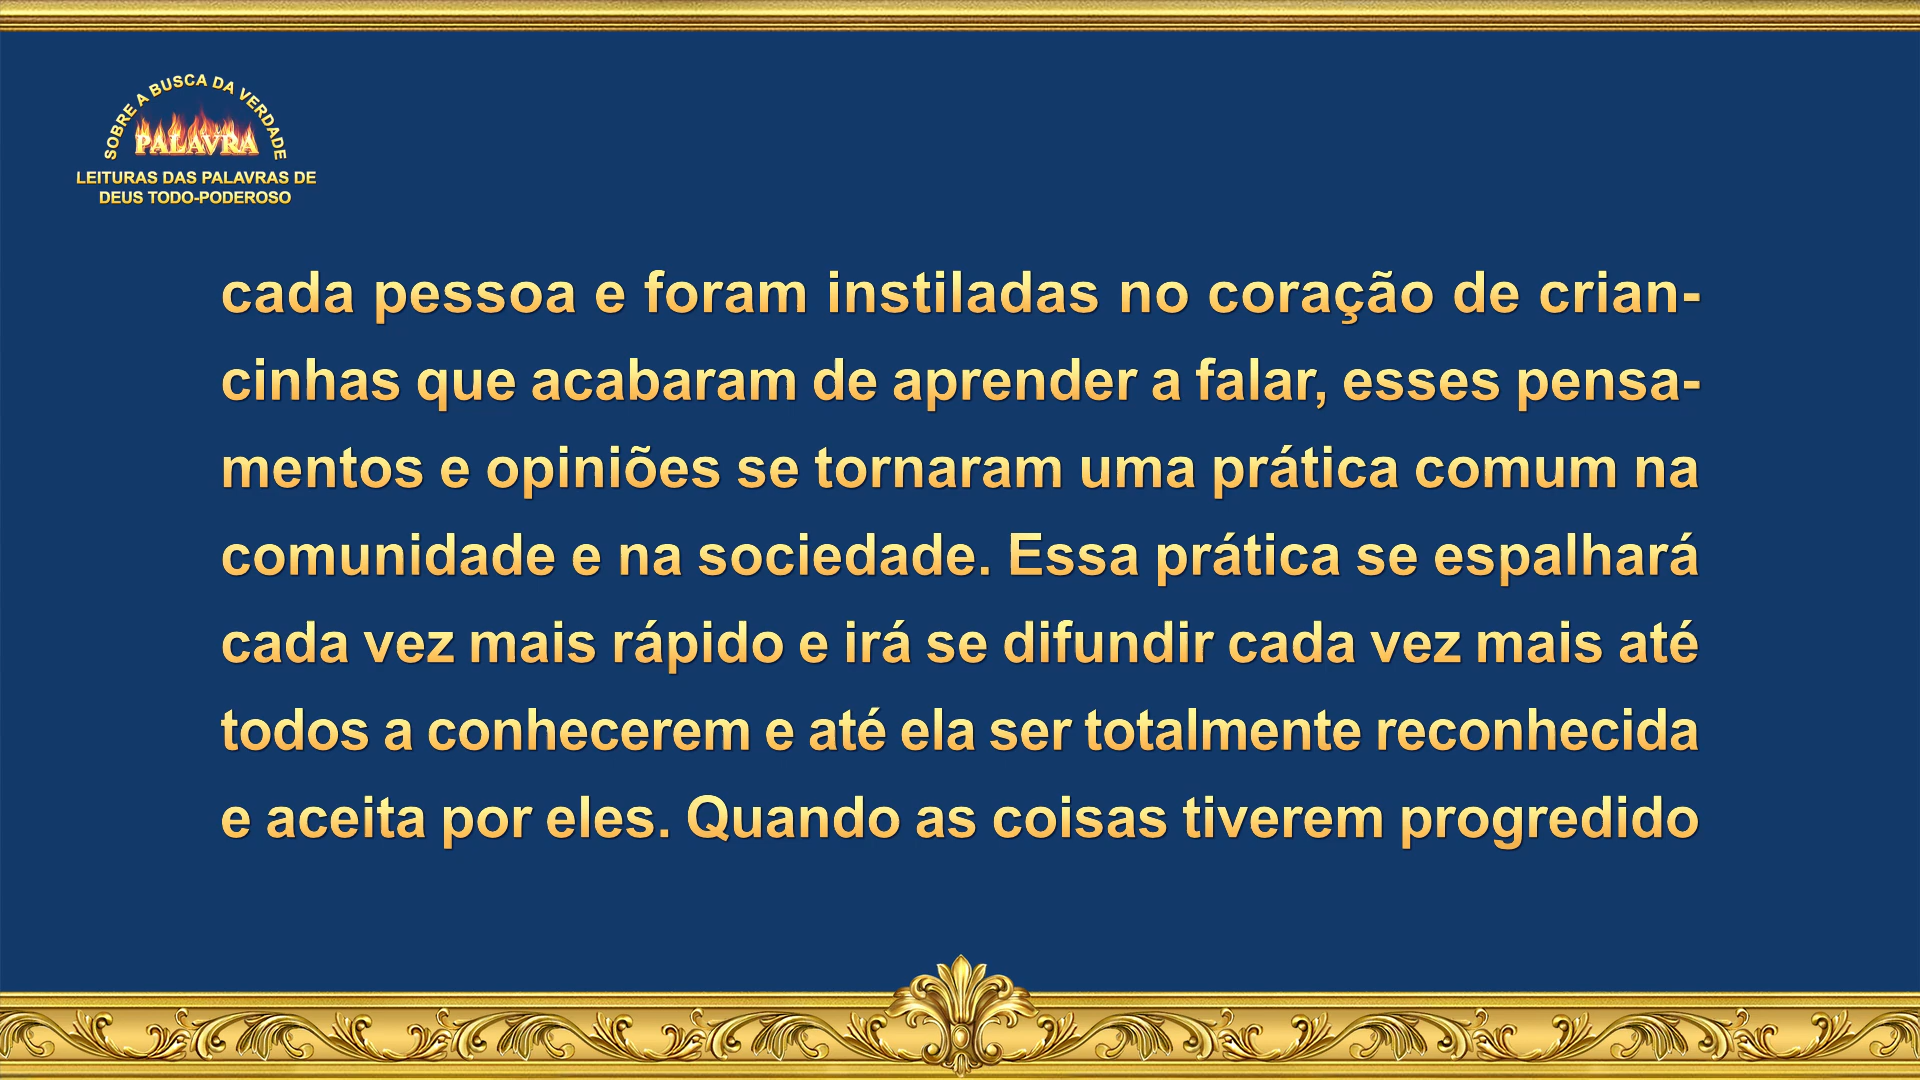 SOBRE A BUSCA DA VERDADE
PALAVRA
LEITURAS DAS PALAVRAS DE
DEUS TODO-PODEROSO
cada pessoa e foram instiladas no coração de crian-
cinhas que acabaram de aprender a falar, esses pensa-
mentos e opiniões se tornaram uma prática comum na
comunidade e na sociedade. Essa prática se espalhará
cada vez mais rápido e irá se difundir cada vez mais até
todos a conhecerem e até ela ser totalmente reconhecida
e aceita por eles. Quando as coisas tiverem progredido